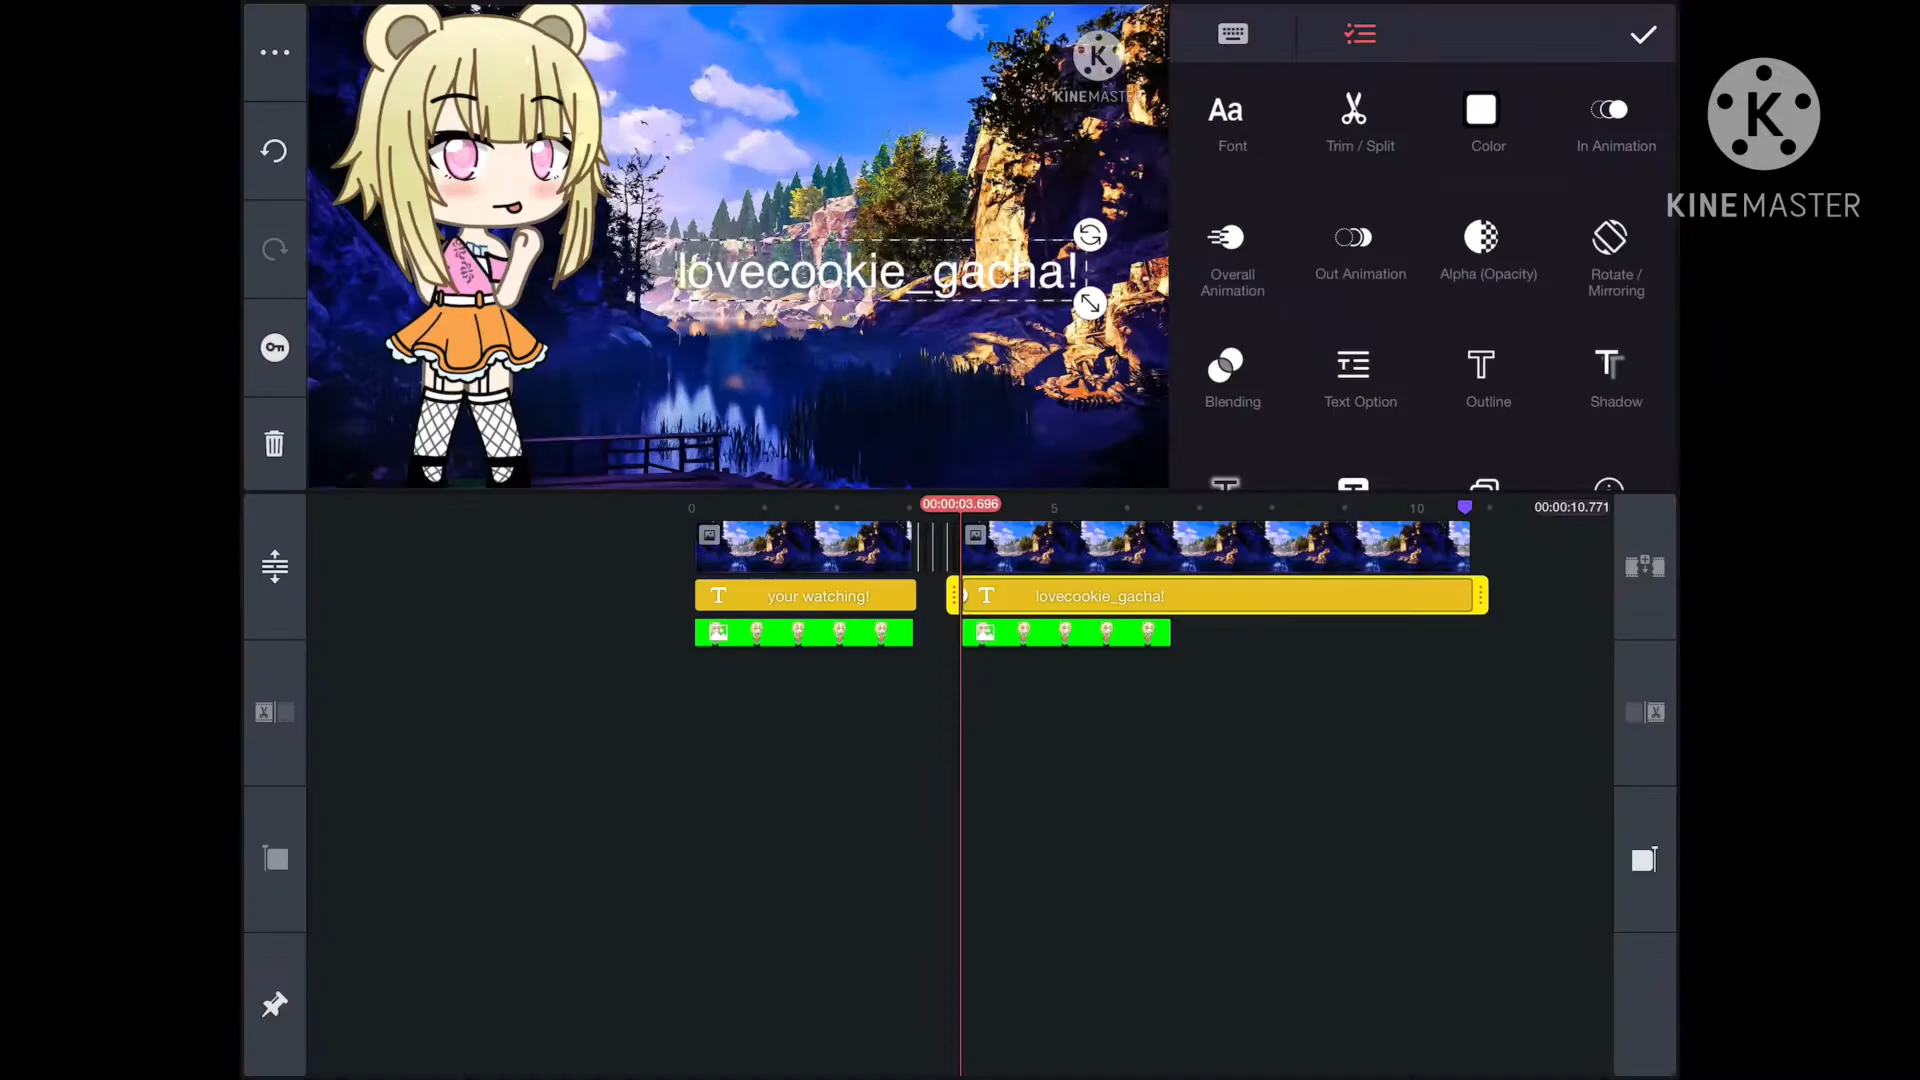 K
KINEMASTER
lovecookie_gacha!
Aa
Font
Trim / Split
Color
In Animation
Overall
Animation
Out Animation
Alpha (Opacity)
Rotate /
Mirroring
Blending
Text Option
Outline
Shadow
K
KINEMASTER
0
00:00:03.696
5
10
00:00:10.771
T your watching!
T lovecookie_gacha!